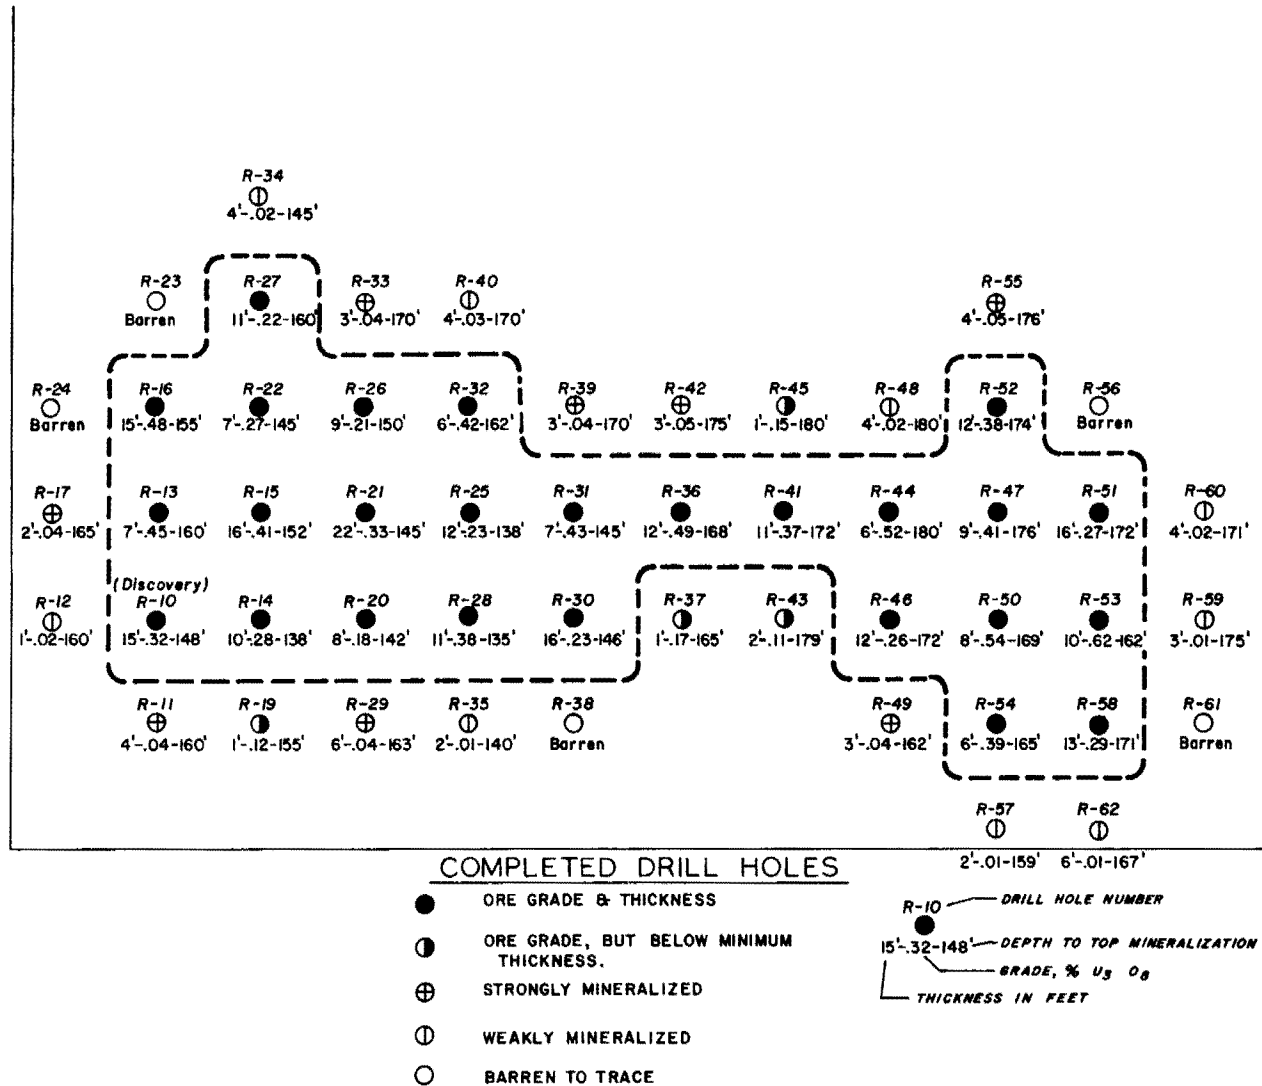 R-34
4'-.02-145'
R-23 R-27 R-33 R-40 R-55
Barren 11'-.22-160' 3'-.04-170' 4'-.03-170' 4'-.05-176'
R-24 R-16 R-22 R-26 R-32 R-39 R-42 R-45 R-48 R-52 R-56
Barren 15'-.48-155' 7'-.27-145' 9'-.21-150' 6'-.42-162' 3'-.04-170' 3'-.05-175' 1'-.15-180' 4'-.02-180' 12'-.38-174' Barren
R-17 R-13 R-15 R-21 R-25 R-31 R-36 R-41 R-44 R-47 R-51 R-60
2'-.04-165' 7'-.45-160' 16'-.41-152' 22'-.33-145' 12'-.23-138' 7'-.43-145' 12'-.49-168' 11'-.37-172' 6'-.52-180' 9'-.41-176' 16'-.27-172' 4'-.02-171'
(Discovery)
R-12 R-10 R-14 R-20 R-28 R-30 R-37 R-43 R-46 R-50 R-53 R-59
1'-.02-160' 15'-.32-148' 10'-.28-138' 8'-.18-142' 11'-.38-135' 16'-.23-146' 1'-.17-165' 2'-.11-179' 12'-.26-172' 8'-.54-169' 10'-.62-162' 3'-.01-175'
R-11 R-19 R-29 R-35 R-38 R-49 R-54 R-58 R-61
4'-.04-160' 1'-.12-155' 6'-.04-163' 2'-.01-140' Barren 3'-.04-162' 6'-.39-165' 13'-.29-171' Barren
R-57 R-62
2'-.01-159' 6'-.01-167'
COMPLETED DRILL HOLES
ORE GRADE & THICKNESS
ORE GRADE, BUT BELOW MINIMUM
THICKNESS.
STRONGLY MINERALIZED
WEAKLY MINERALIZED
BARREN TO TRACE
R-10 DRILL HOLE NUMBER
15'-.32-148' DEPTH TO TOP MINERALIZATION
GRADE, % U3 O8
THICKNESS IN FEET